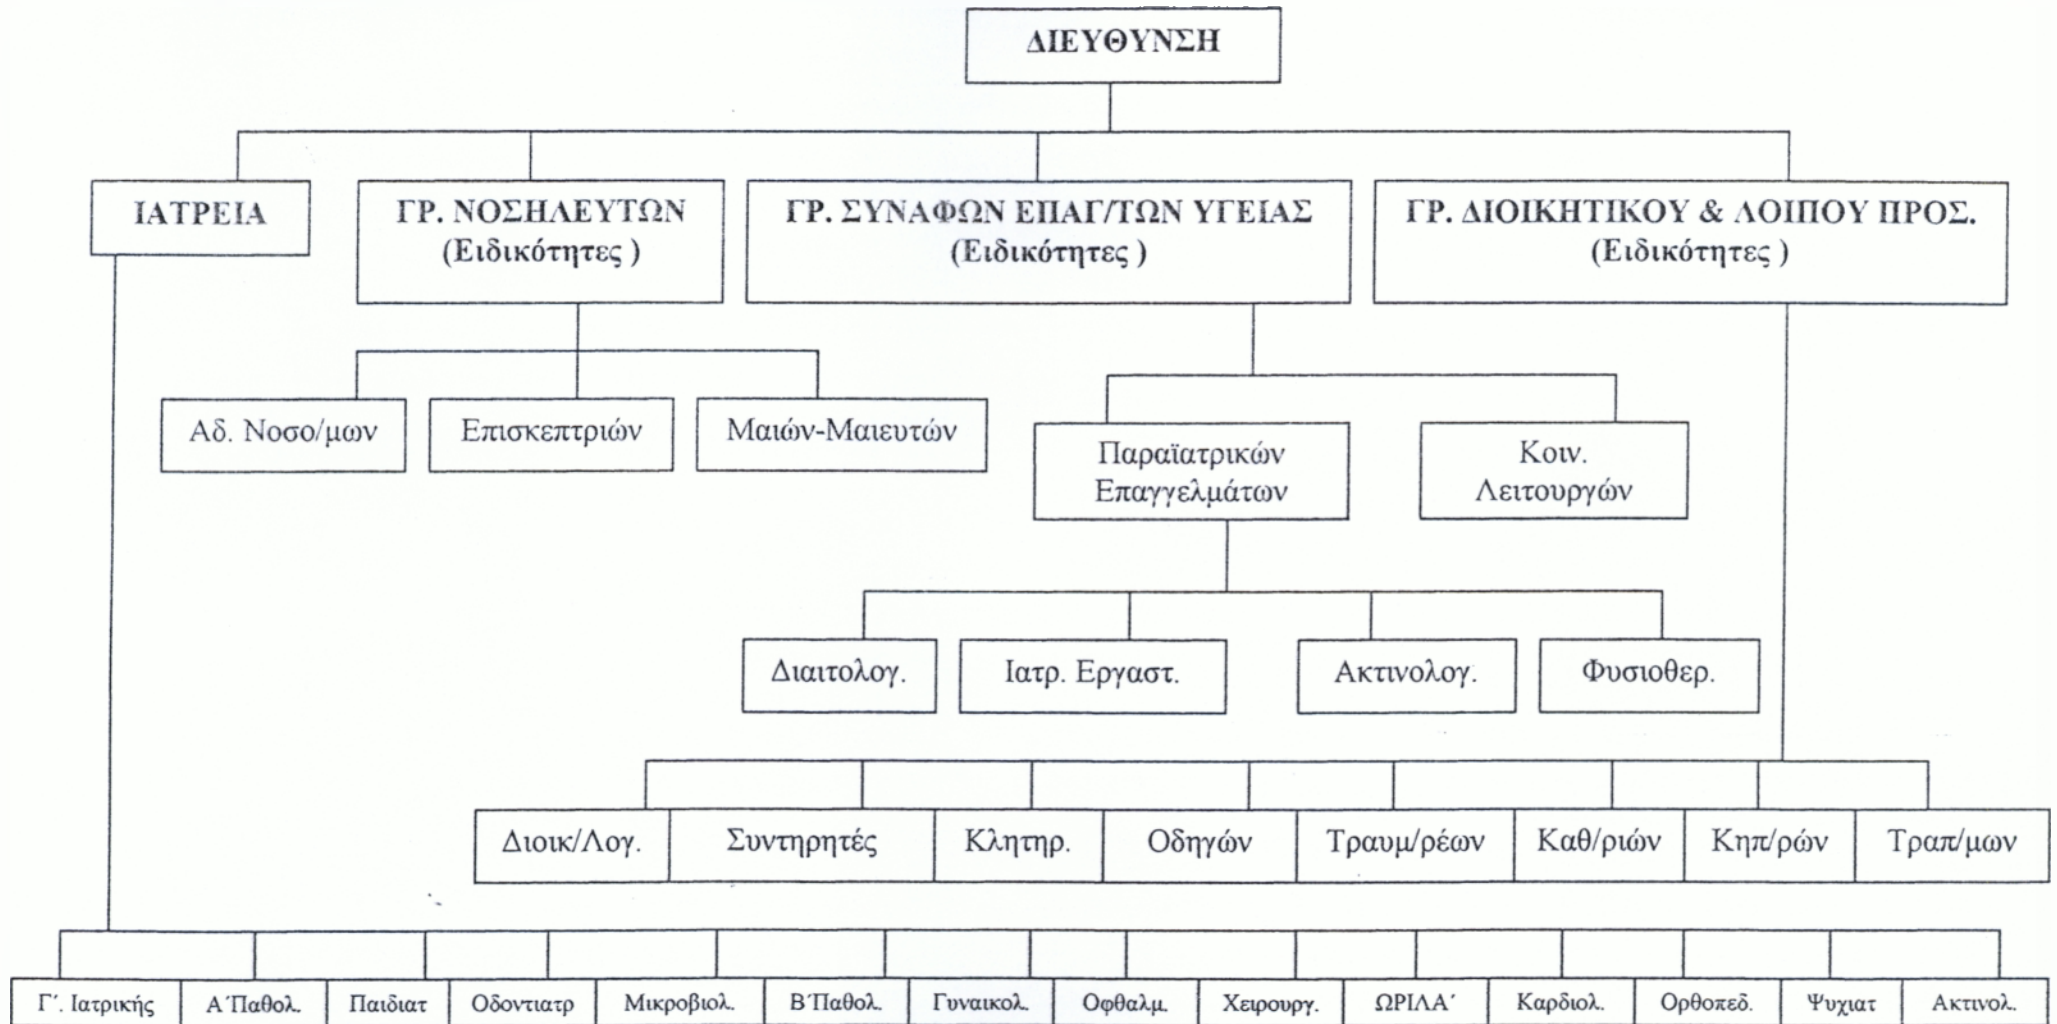 ΔΙΕΥΘΥΝΣΗ
ΙΑΤΡΕΙΑ
ΓΡ. ΝΟΣΗΛΕΥΤΩΝ
(Ειδικότητες )
ΓΡ. ΣΥΝΑΦΩΝ ΕΠΑΓ/ΤΩΝ ΥΓΕΙΑΣ
(Ειδικότητες )
ΓΡ. ΔΙΟΙΚΗΤΙΚΟΥ & ΛΟΙΠΟΥ ΠΡΟΣ.
(Ειδικότητες )
Αδ. Νοσο/μων
Επισκεπτριών
Μαιών-Μαιευτών
Παραϊατρικών
Επαγγελμάτων
Κοιν.
Λειτουργών
Διαιτολογ.
Ιατρ. Εργαστ.
Ακτινολογ.
Φυσιοθερ.
Διοικ/Λογ.
Συντηρητές
Κλητηρ.
Οδηγών
Τραυμ/ρέων
Καθ/ριών
Κηπ/ρών
Τραπ/μων
Γ΄. Ιατρικής
Α΄Παθολ.
Παιδιατ
Οδοντιατρ
Μικροβιολ.
Β΄Παθολ.
Γυναικολ.
Οφθαλμ.
Χειρουργ.
ΩΡΙΛΑ΄
Καρδιολ.
Ορθοπεδ.
Ψυχιατ
Ακτινολ.